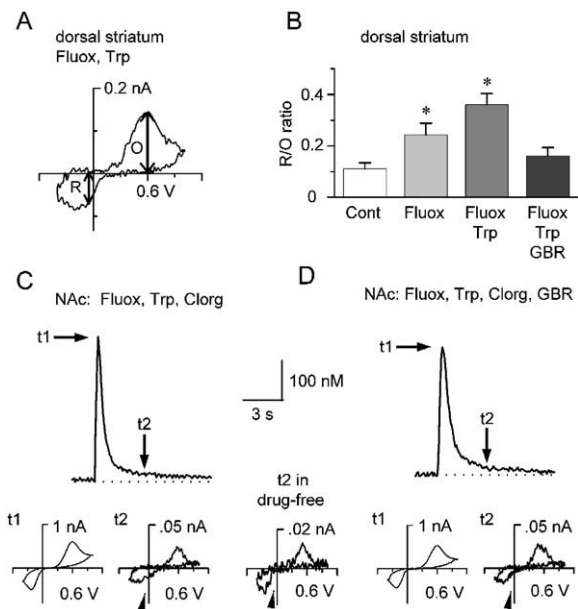 A
dorsal striatum
Fluox, Trp
0.2 nA
O
R
0.6 V
B
dorsal striatum
R/O ratio
0.4
0.2
0
*
*
Cont
Fluox
Fluox
Trp
Fluox
Trp
GBR
C
NAc: Fluox, Trp, Clorg
t1
t2
100 nM
3 s
D
NAc: Fluox, Trp, Clorg, GBR
t1
t2
t1
1 nA
0.6 V
t2
.05 nA
0.6 V
t2 in
drug-free
.02 nA
0.6 V
t1
1 nA
0.6 V
t2
.05 nA
0.6 V